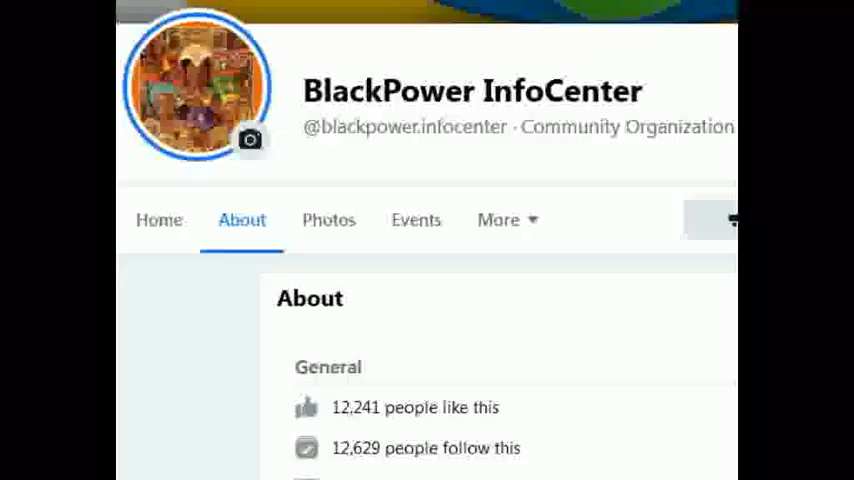 BlackPower InfoCenter
@blackpower.infocenter · Community Organization
Home About Photos Events More
About
General
12,241 people like this
12,629 people follow this